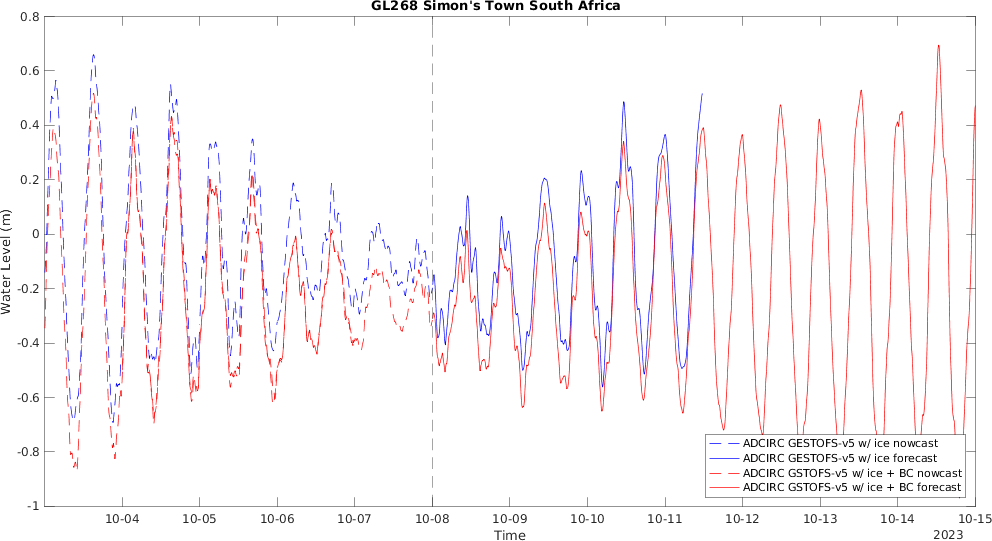 GL268 Simon's Town South Africa
0.8
0.6
0.4
0.2
0
-0.2
-0.4
-0.6
-0.8
-1
Water Level (m)
ADCIRC GESTOFS-v5 w/ ice nowcast
ADCIRC GESTOFS-v5 w/ ice forecast
ADCIRC GSTOFS-v5 w/ ice + BC nowcast
ADCIRC GSTOFS-v5 w/ ice + BC forecast
10-04 10-05 10-06 10-07 10-08 10-09 10-10 10-11 10-12 10-13 10-14 10-15
Time
2023